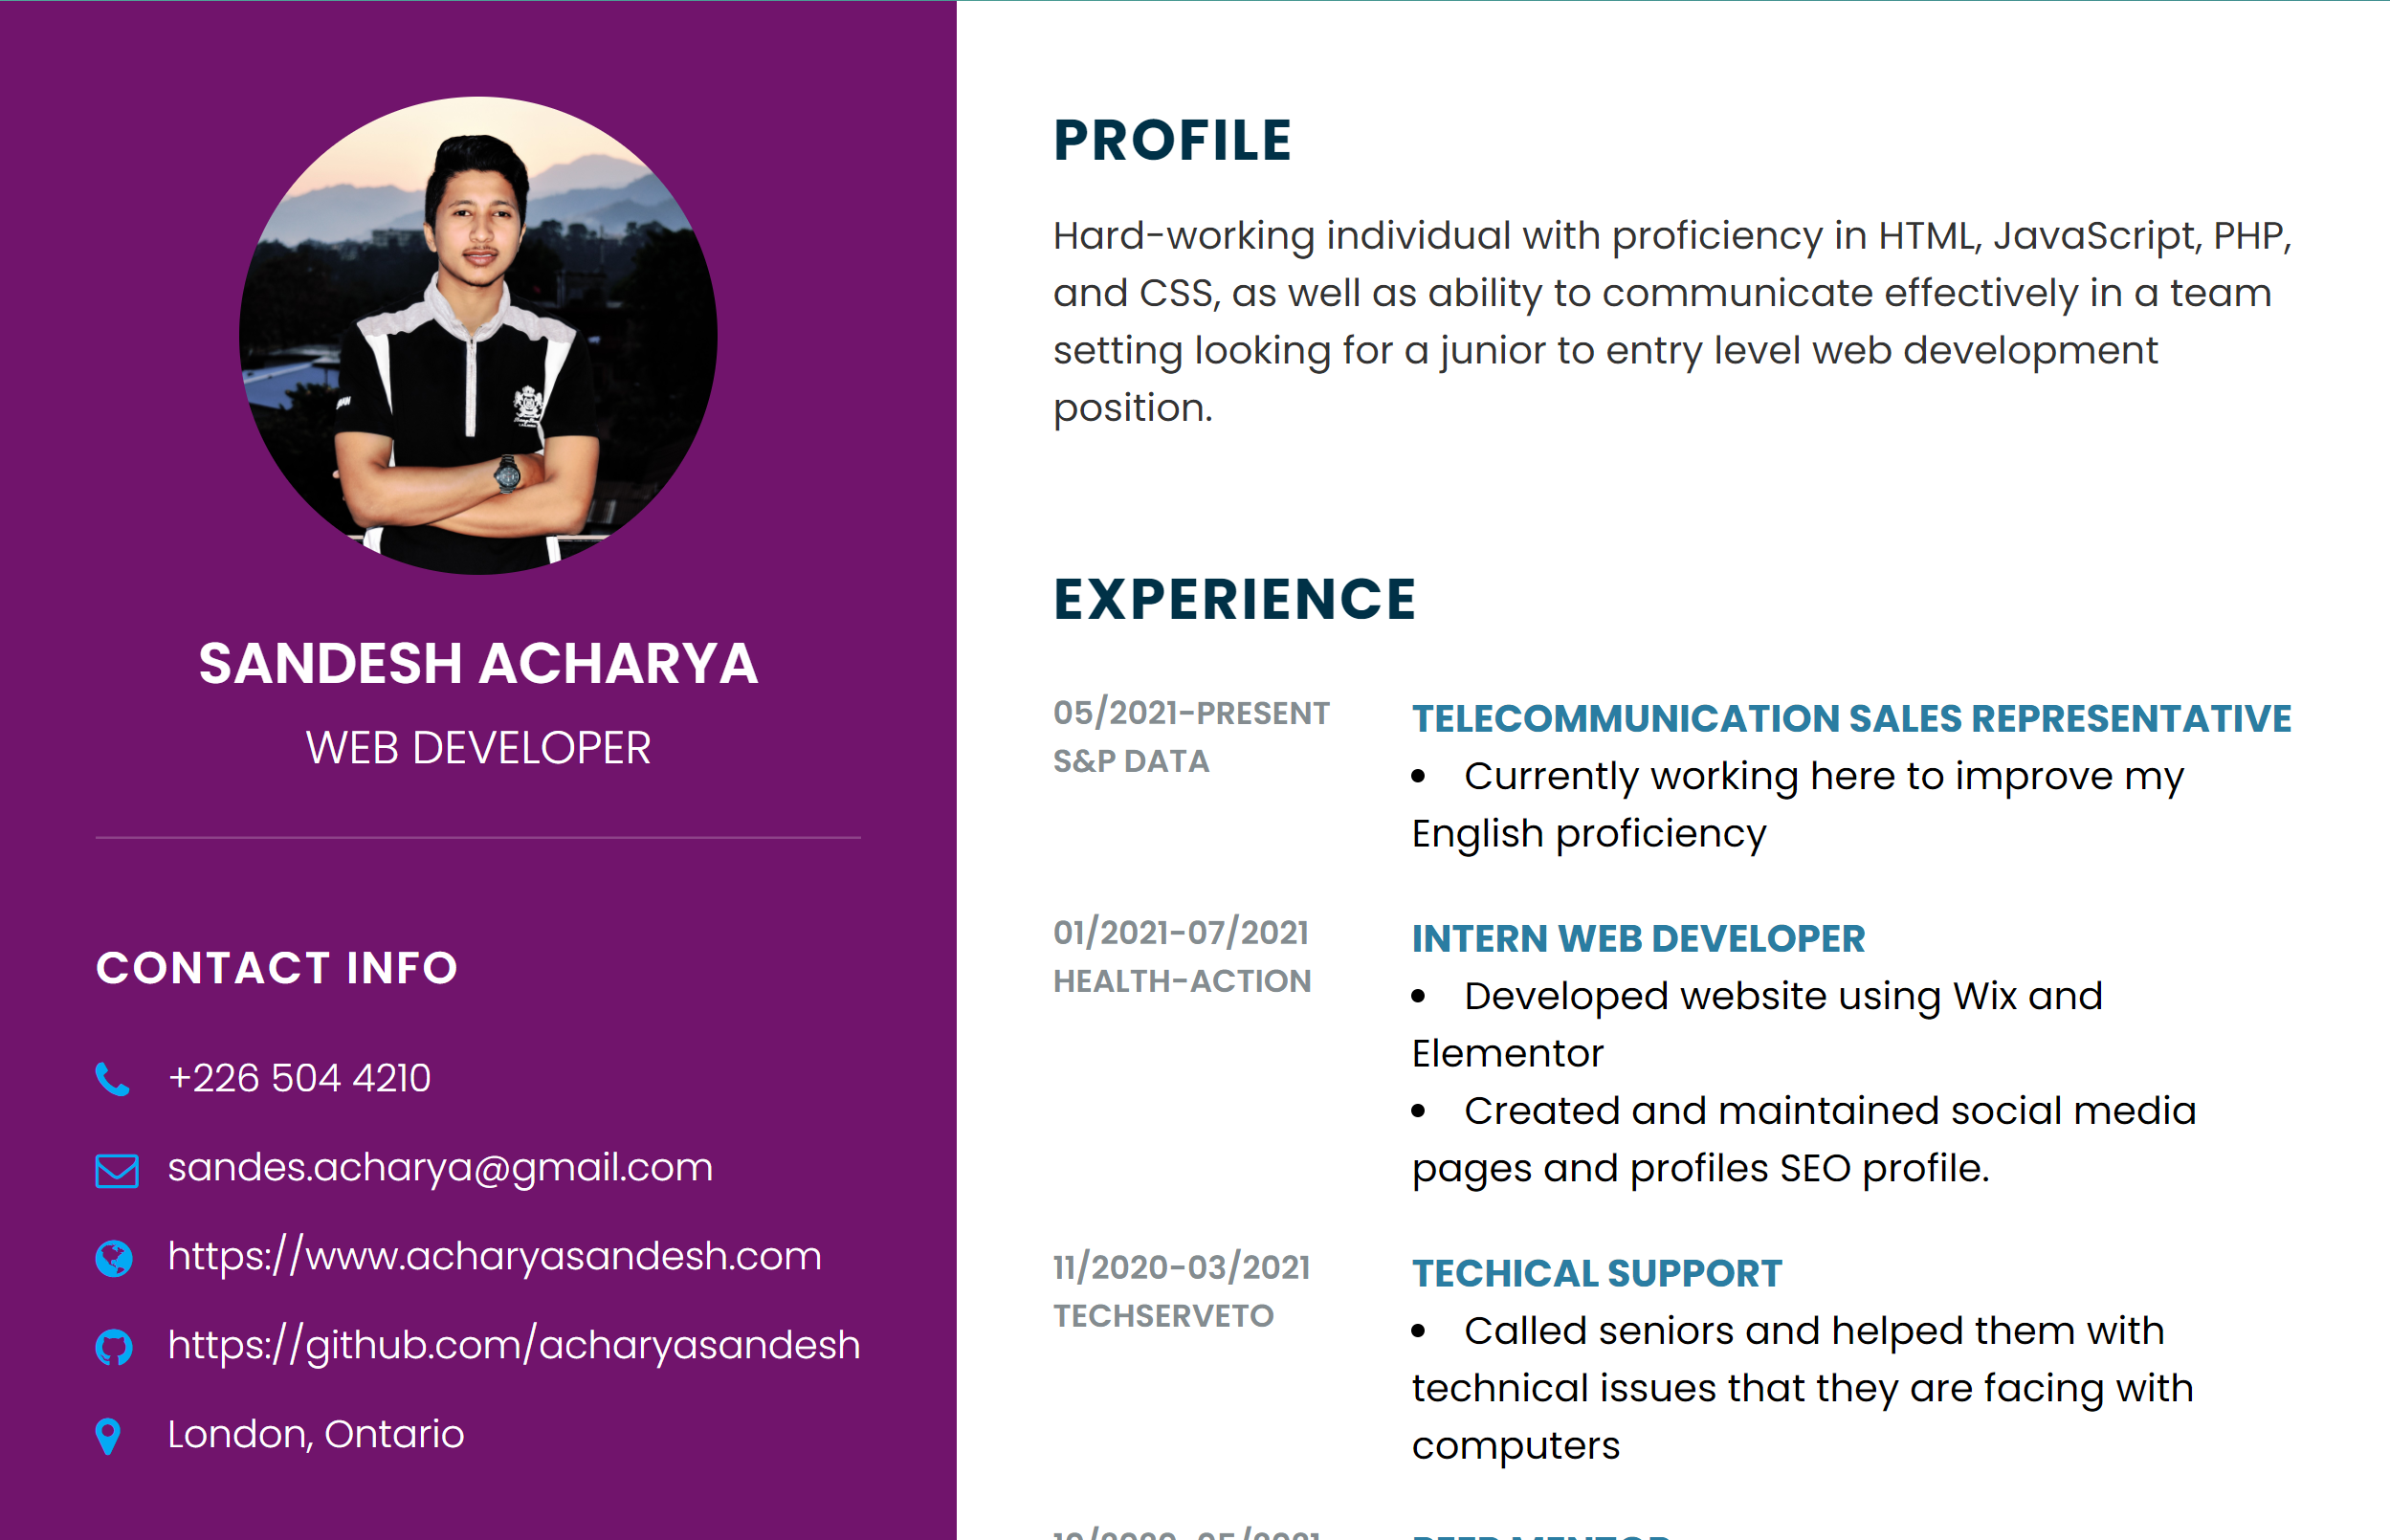 SANDESH ACHARYA
WEB DEVELOPER
CONTACT INFO
+226 504 4210
sandes.acharya@gmail.com
https://www.acharyasandesh.com
https://github.com/acharyasandesh
London, Ontario
PROFILE
Hard-working individual with proficiency in HTML, JavaScript, PHP,
and CSS, as well as ability to communicate effectively in a team
setting looking for a junior to entry level web development
position.
EXPERIENCE
05/2021-PRESENT
S&P DATA
TELECOMMUNICATION SALES REPRESENTATIVE
• Currently working here to improve my
English proficiency
01/2021-07/2021
HEALTH-ACTION
INTERN WEB DEVELOPER
• Developed website using Wix and
Elementor
• Created and maintained social media
pages and profiles SEO profile.
11/2020-03/2021
TECHSERVETO
TECHICAL SUPPORT
• Called seniors and helped them with
technical issues that they are facing with
computers